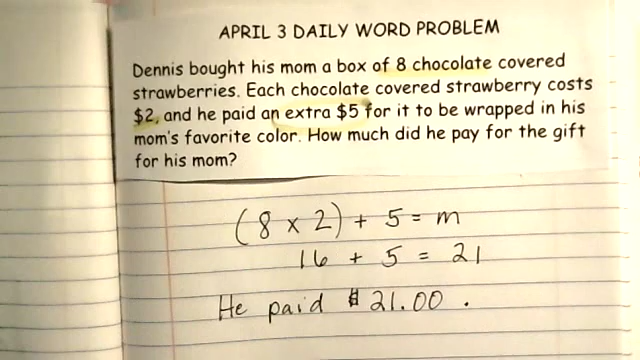 APRIL 3 DAILY WORD PROBLEM
Dennis bought his mom a box of 8 chocolate covered
strawberries. Each chocolate covered strawberry costs
$2, and he paid an extra $5 for it to be wrapped in his
mom's favorite color. How much did he pay for the gift
for his mom?
(8 x 2) + 5 = m
16 + 5 = 21
He paid $21.00 .